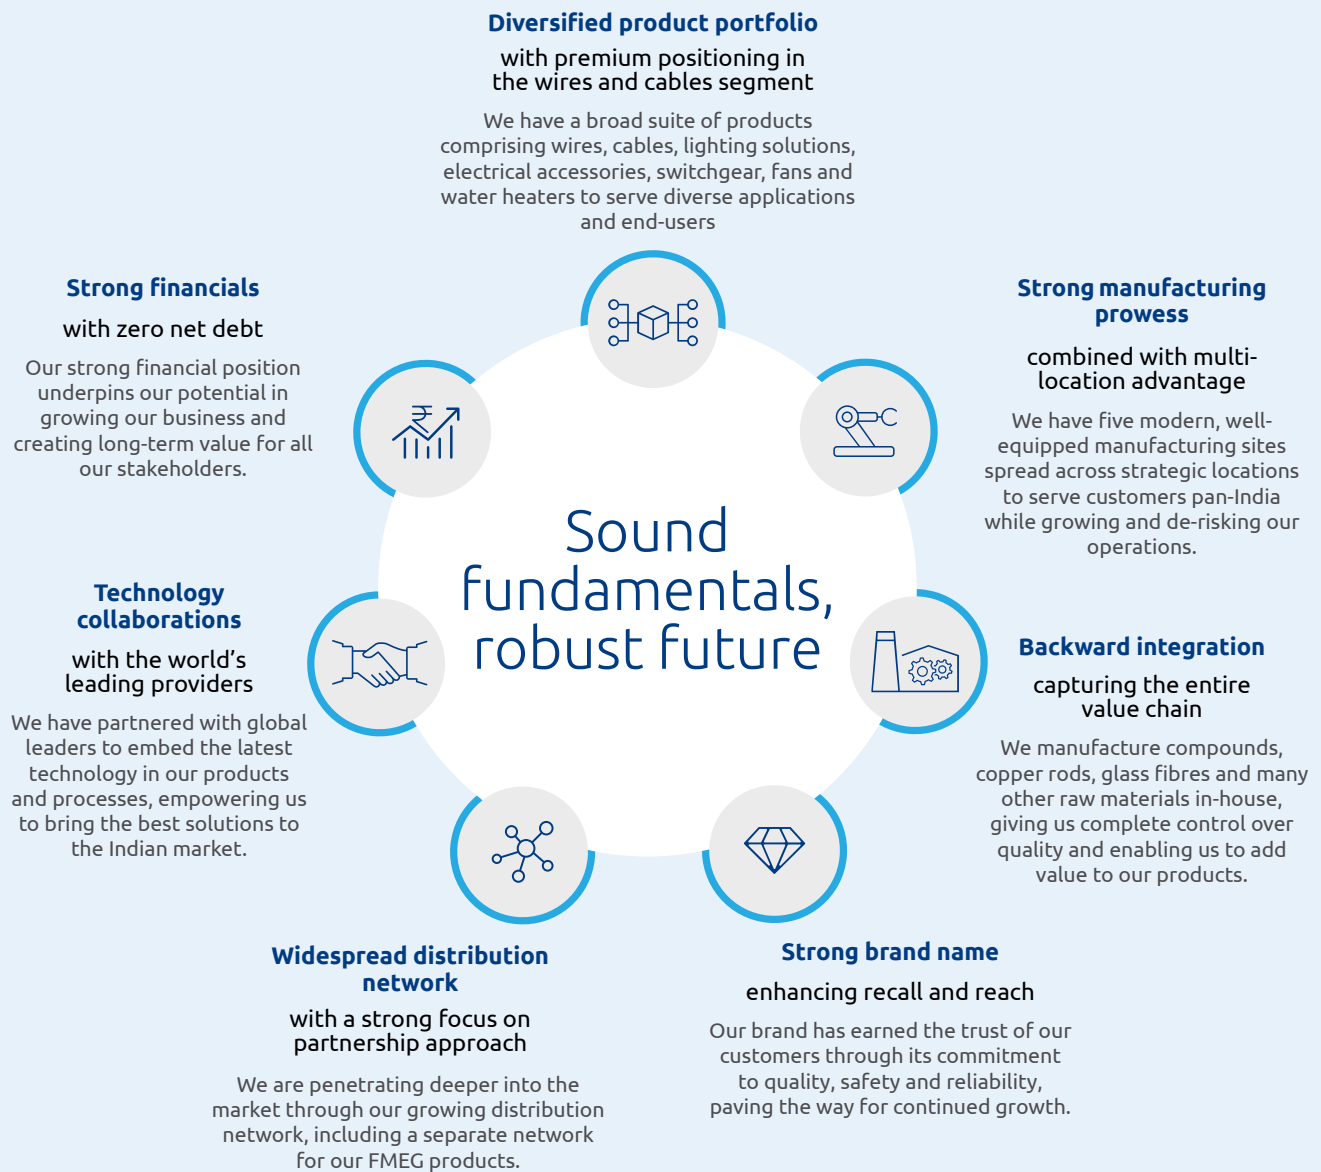 Diversified product portfolio
with premium positioning in
the wires and cables segment
We have a broad suite of products
comprising wires, cables, lighting solutions,
electrical accessories, switchgear, fans and
water heaters to serve diverse applications
and end-users
Strong financials
with zero net debt
Our strong financial position
underpins our potential in
growing our business and
creating long-term value for all
our stakeholders.
Strong manufacturing
prowess
combined with multi-
location advantage
We have five modern, well-
equipped manufacturing sites
spread across strategic locations
to serve customers pan-India
while growing and de-risking our
operations.
Sound
fundamentals,
robust future
Technology
collaborations
with the world's
leading providers
We have partnered with global
leaders to embed the latest
technology in our products
and processes, empowering us
to bring the best solutions to
the Indian market.
Backward integration
capturing the entire
value chain
We manufacture compounds,
copper rods, glass fibres and many
other raw materials in-house,
giving us complete control over
quality and enabling us to add
value to our products.
Widespread distribution
network
with a strong focus on
partnership approach
We are penetrating deeper into the
market through our growing distribution
network, including a separate network
for our FMEG products.
Strong brand name
enhancing recall and reach
Our brand has earned the trust of our
customers through its commitment
to quality, safety and reliability,
paving the way for continued growth.